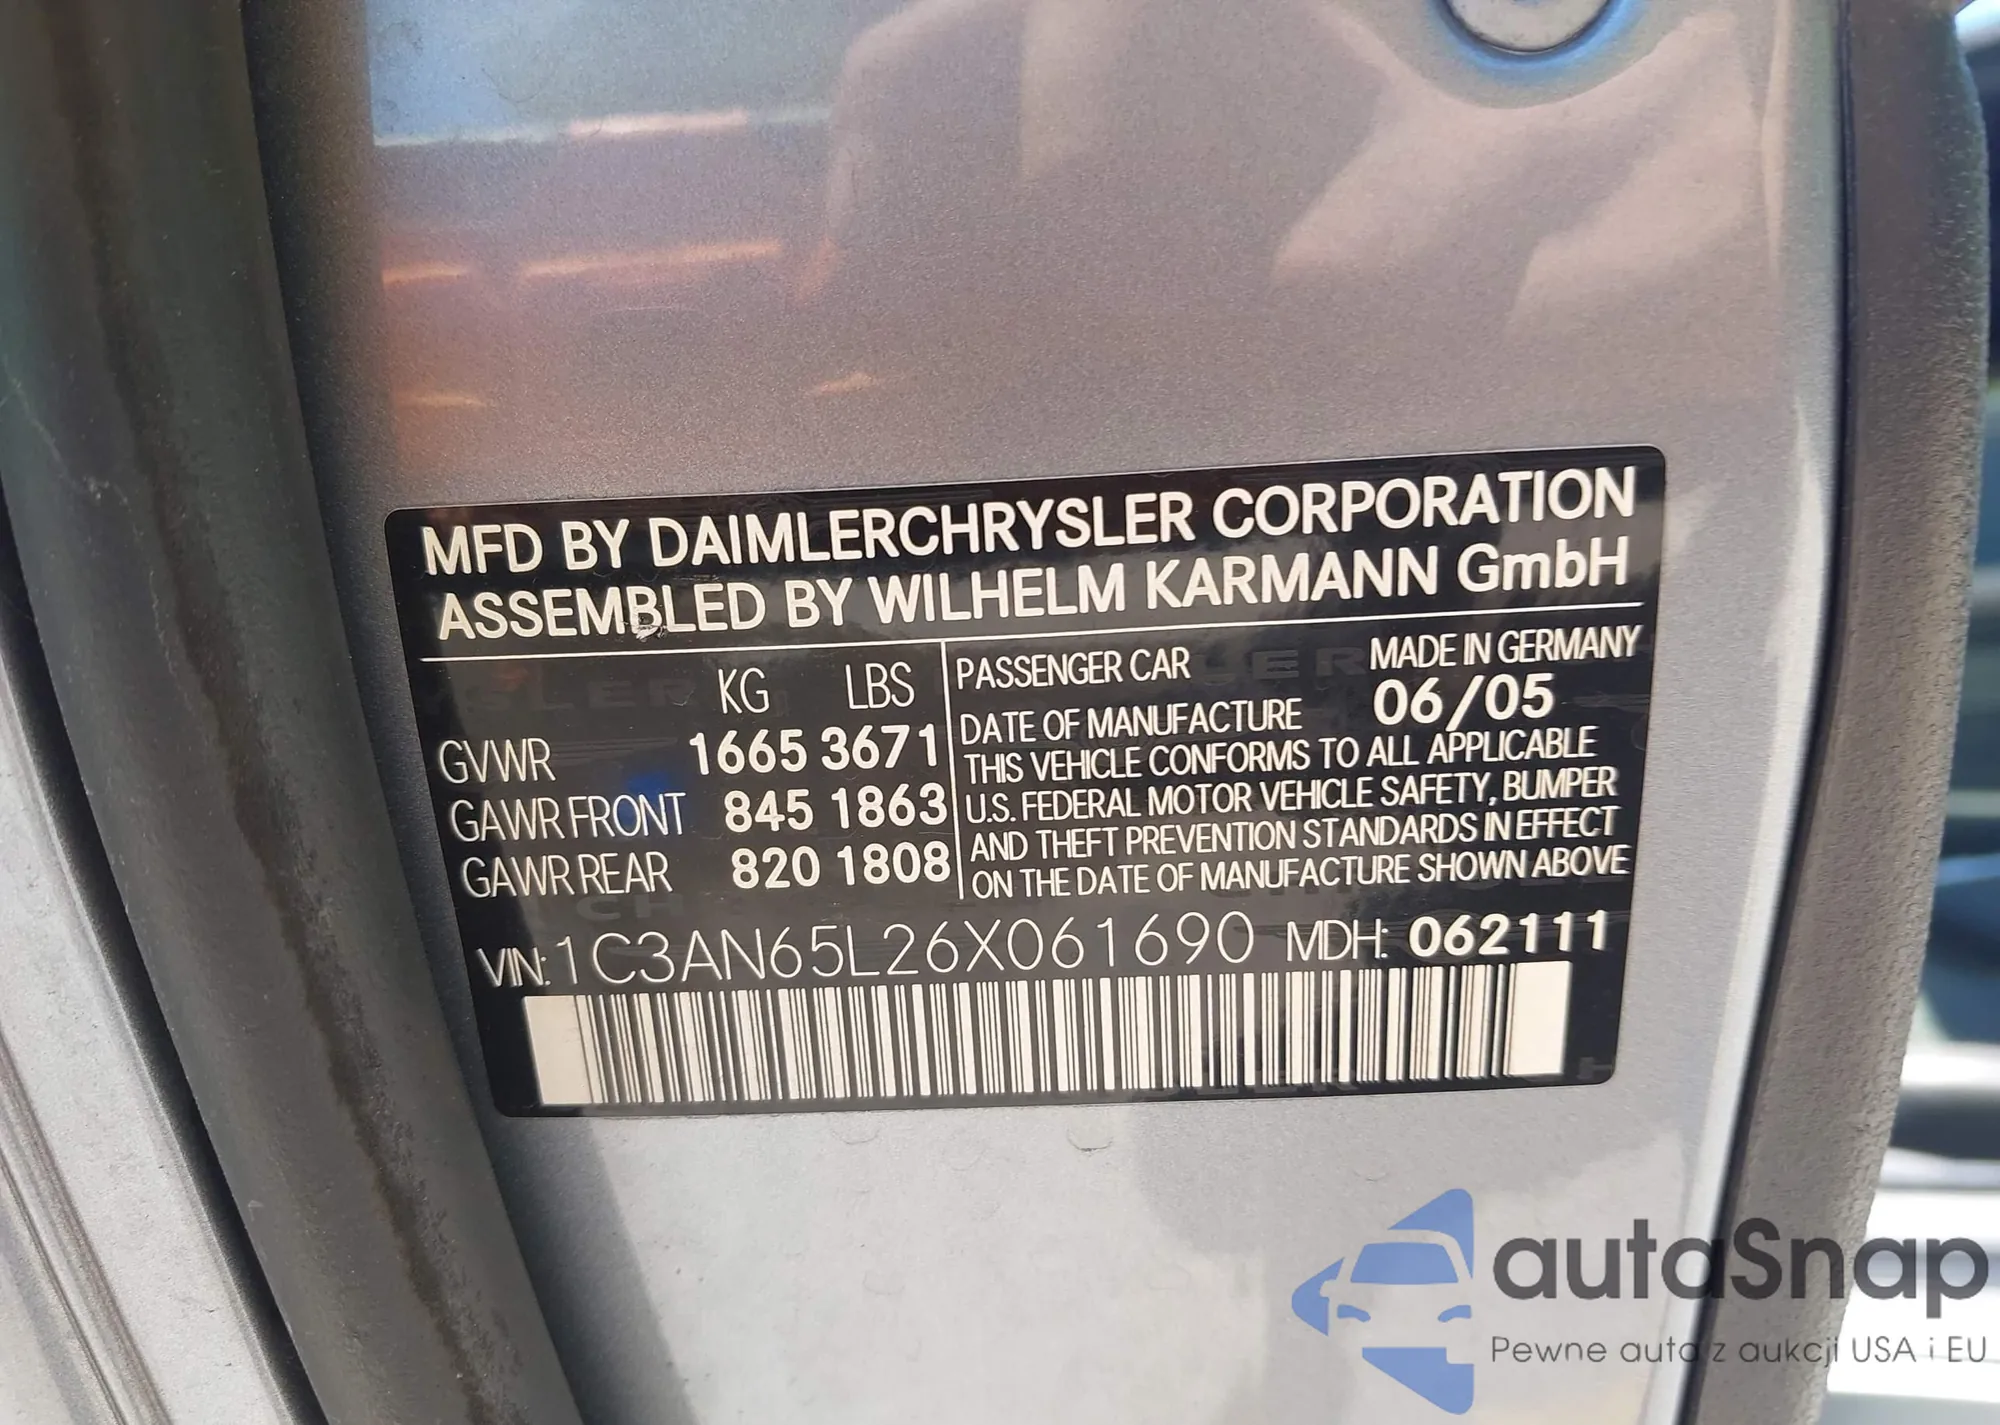 MFD BY DAIMLERCHRYSLER CORPORATION
ASSEMBLED BY WILHELM KARMANN GmbH
KG LBS
GVWR 1665 3671
GAWR FRONT 845 1863
GAWR REAR 820 1808
PASSENGER CAR MADE IN GERMANY
DATE OF MANUFACTURE 06/05
THIS VEHICLE CONFORMS TO ALL APPLICABLE
U.S. FEDERAL MOTOR VEHICLE SAFETY, BUMPER
AND THEFT PREVENTION STANDARDS IN EFFECT
ON THE DATE OF MANUFACTURE SHOWN ABOVE
VIN: 1C3AN65L26X061690 MDH: 062111
autoSnap
Pewne auta z aukcji USA i EU